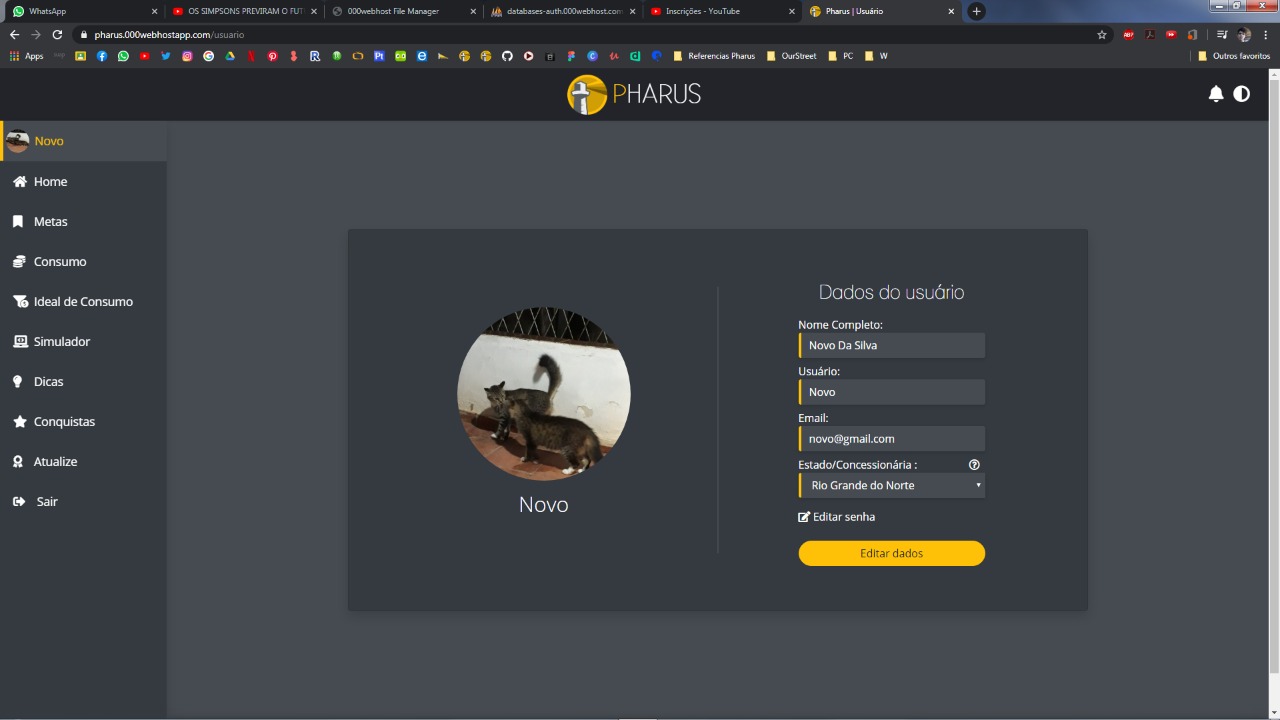 WhatsApp
OS SIMPSONS PREVIRAM O FUT
000webhost File Manager
databases-auth.000webhost.com
Inscrições - YouTube
Pharus | Usuário
pharus.000webhostapp.com/usuario
Apps
Referencias Pharus
OurStreet
PC
W
Outros favoritos
PHARUS
Novo
Home
Metas
Consumo
Ideal de Consumo
Simulador
Dicas
Conquistas
Atualize
Sair
Novo
Dados do usuário
Nome Completo:
Novo Da Silva
Usuário:
Novo
Email:
novo@gmail.com
Estado/Concessionária :
Rio Grande do Norte
Editar senha
Editar dados